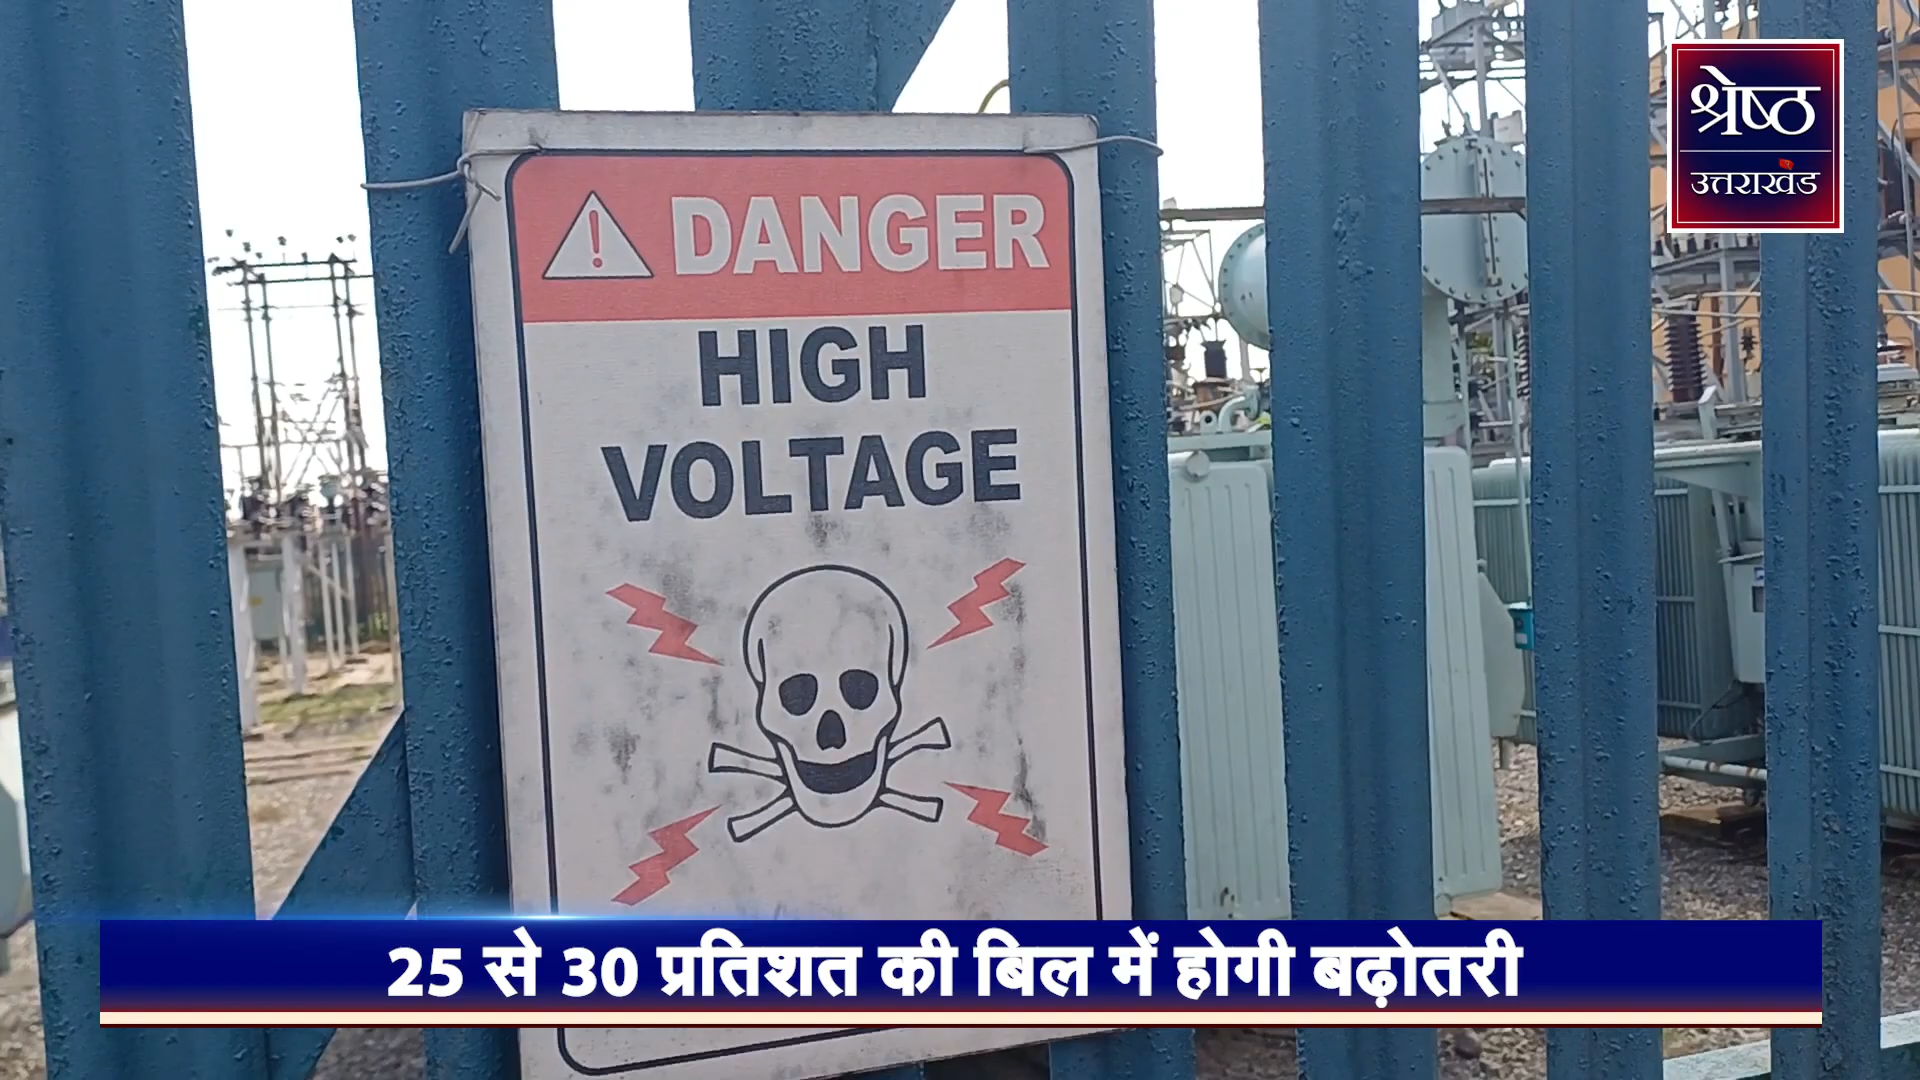 श्रेष्ठ
उत्तराखंड
DANGER
HIGH
VOLTAGE
25 से 30 प्रतिशत की बिल में होगी बढ़ोतरी